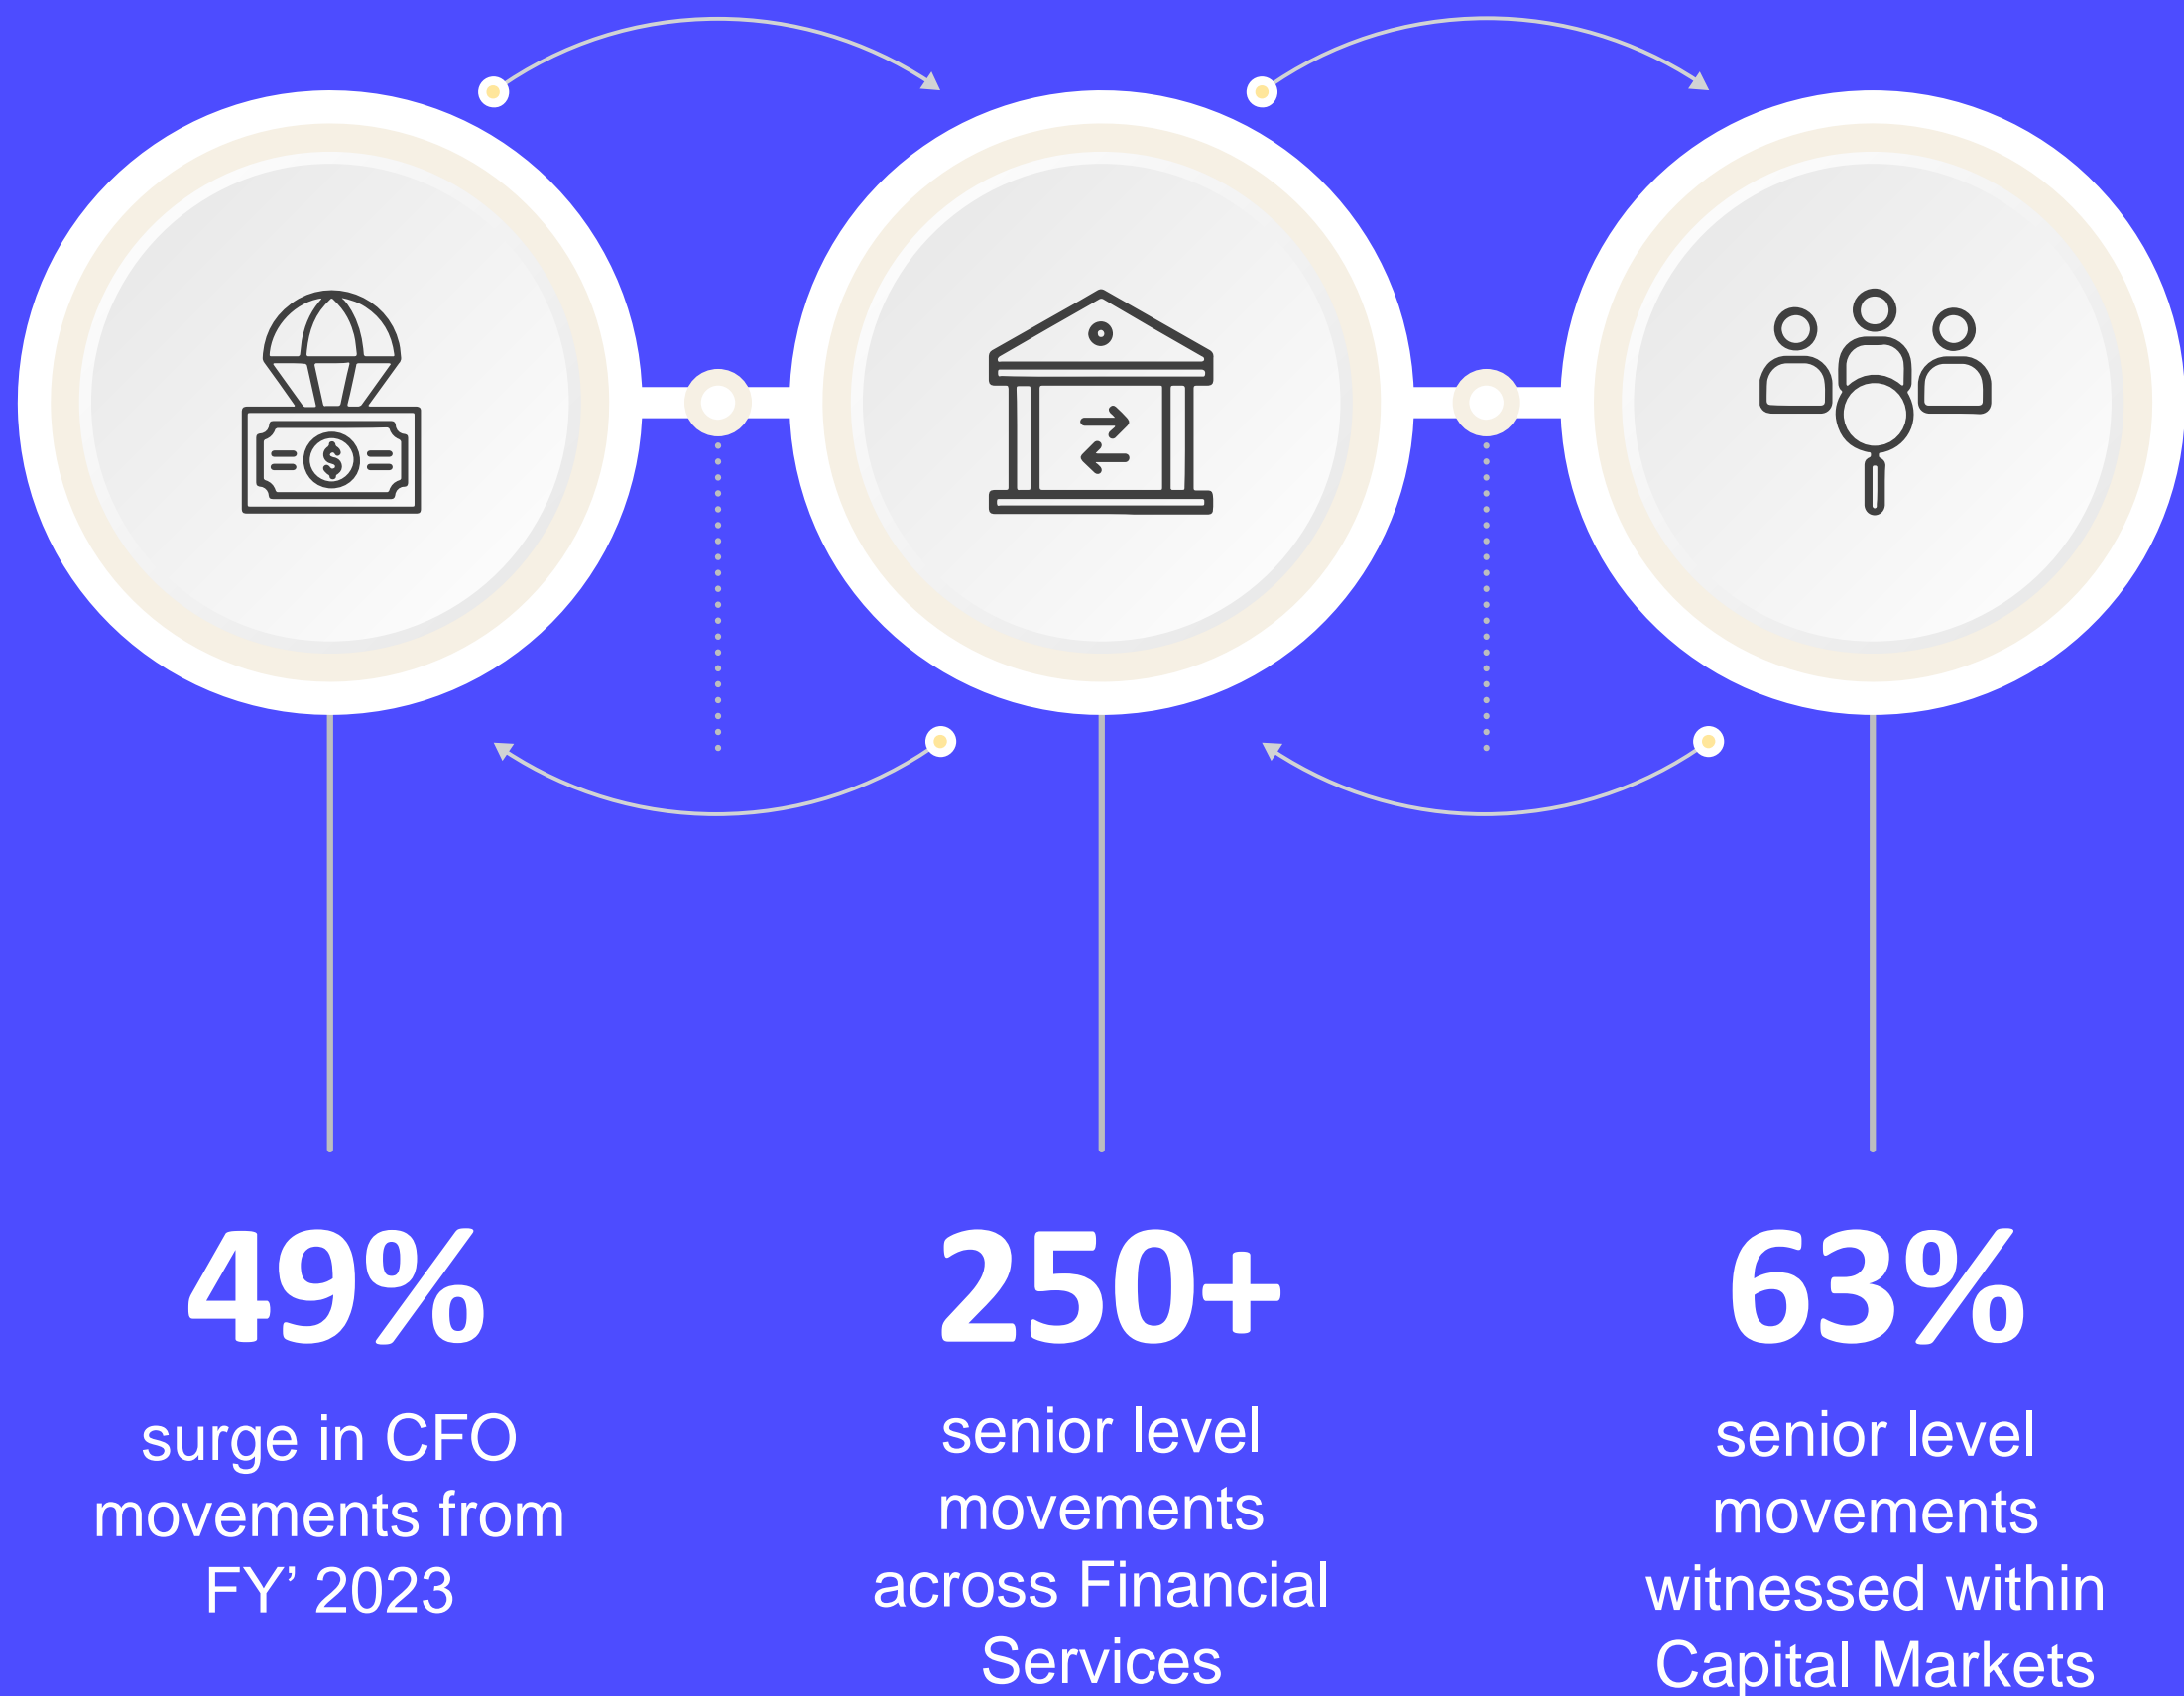 49%
surge in CFO
movements from
FY’ 2023
250+
senior level
movements
across Financial
Services
63%
senior level
movements
witnessed within
Capital Markets